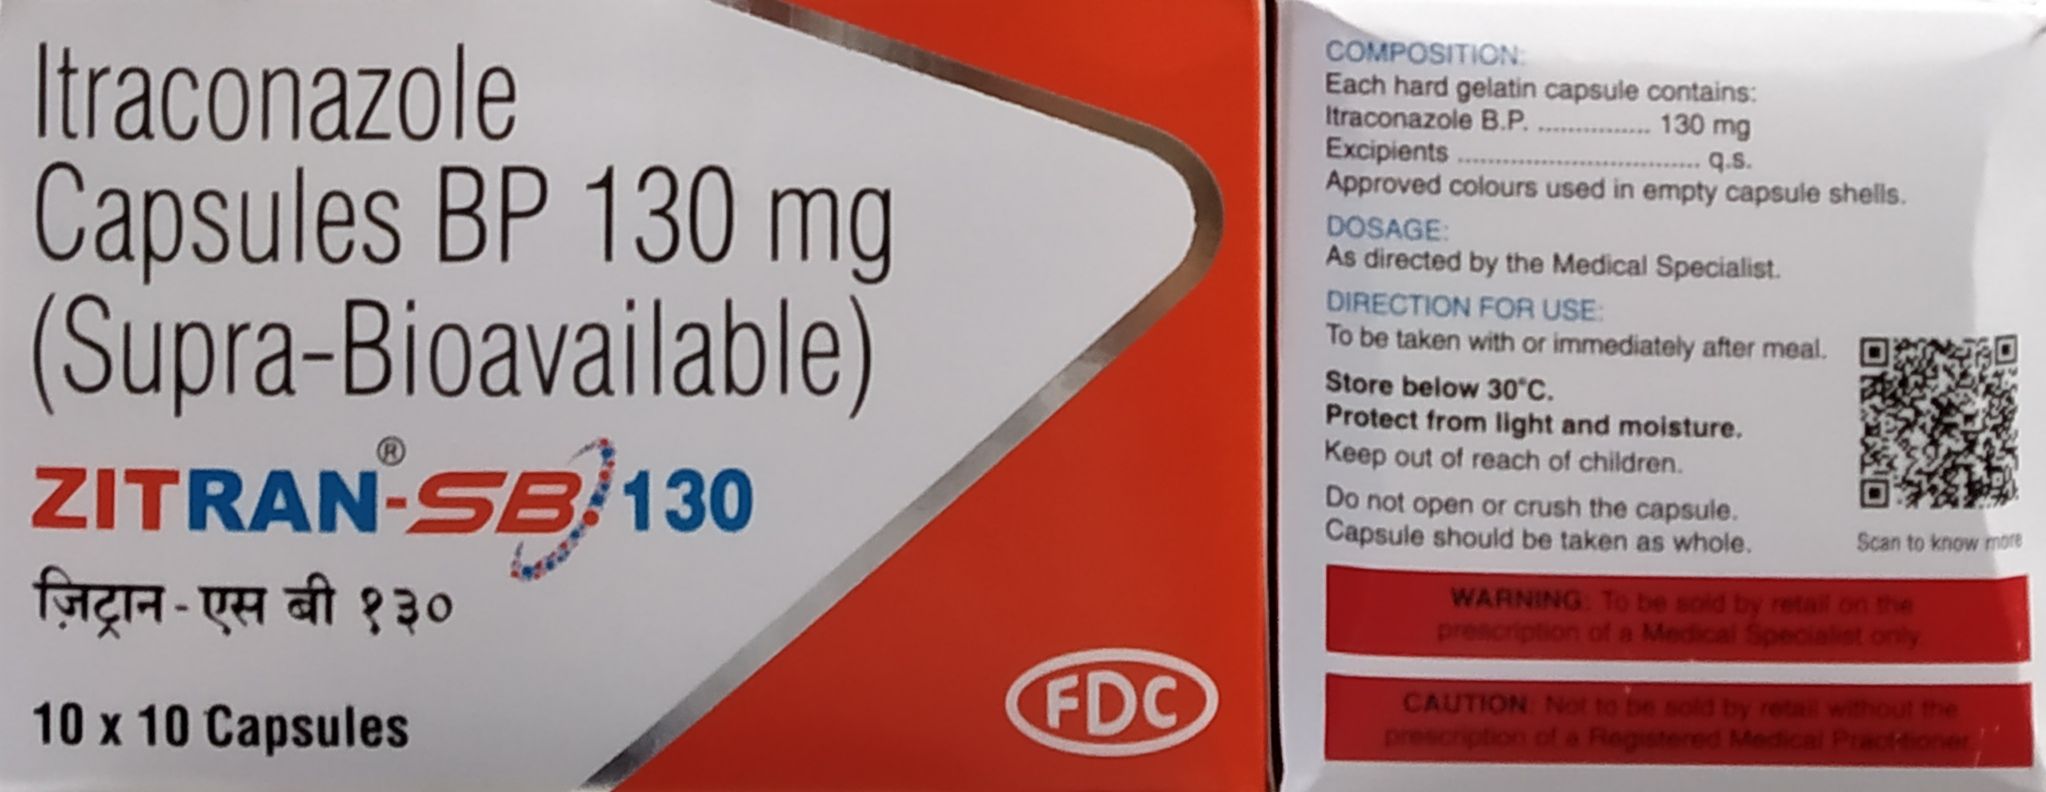 Itraconazole
Capsules BP 130 mg
(Supra-Bioavailable)
ZITRAN®-SB 130
ज़िट्रान - एस बी १३०
10 x 10 Capsules
FDC
COMPOSITION:
Each hard gelatin capsule contains:
Itraconazole B.P. ............... 130 mg
Excipients ................................ q.s.
Approved colours used in empty capsule shells.
DOSAGE:
As directed by the Medical Specialist.
DIRECTION FOR USE:
To be taken with or immediately after meal.
Store below 30°C.
Protect from light and moisture.
Keep out of reach of children.
Do not open or crush the capsule.
Capsule should be taken as whole.
Scan to know more
WARNING: To be sold by retail on the
prescription of a Medical Specialist only.
CAUTION: Not to be sold by retail without the
prescription of a Registered Medical Practitioner.